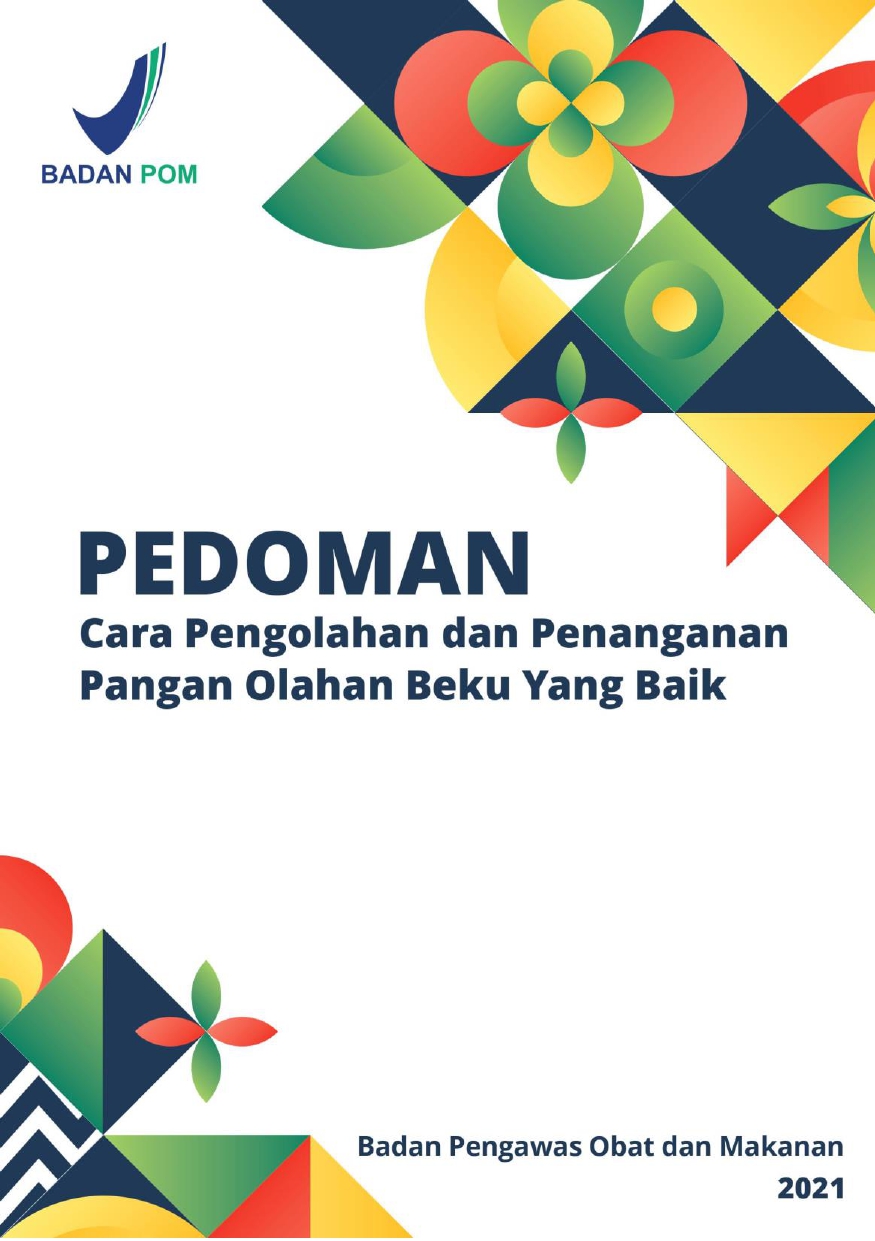 BADAN POM
PEDOMAN
Cara Pengolahan dan Penanganan
Pangan Olahan Beku Yang Baik
Badan Pengawas Obat dan Makanan
2021